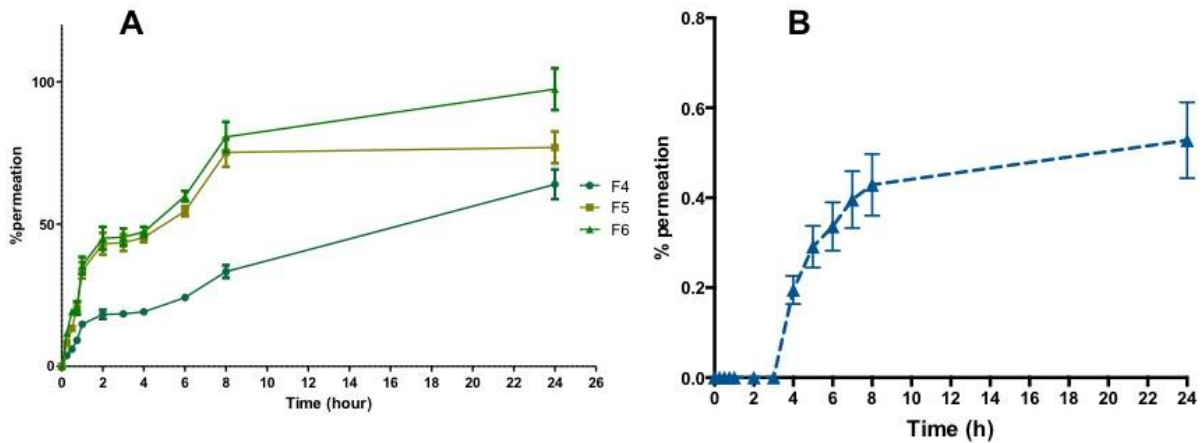 A
%permeation
100
50
0
0 2 4 6 8 10 12 14 16 18 20 22 24 26
Time (hour)
F4
F5
F6
B
% permeation
0.8
0.6
0.4
0.2
0.0
0 2 4 6 8 10 12 14 16 18 20 22 24
Time (h)